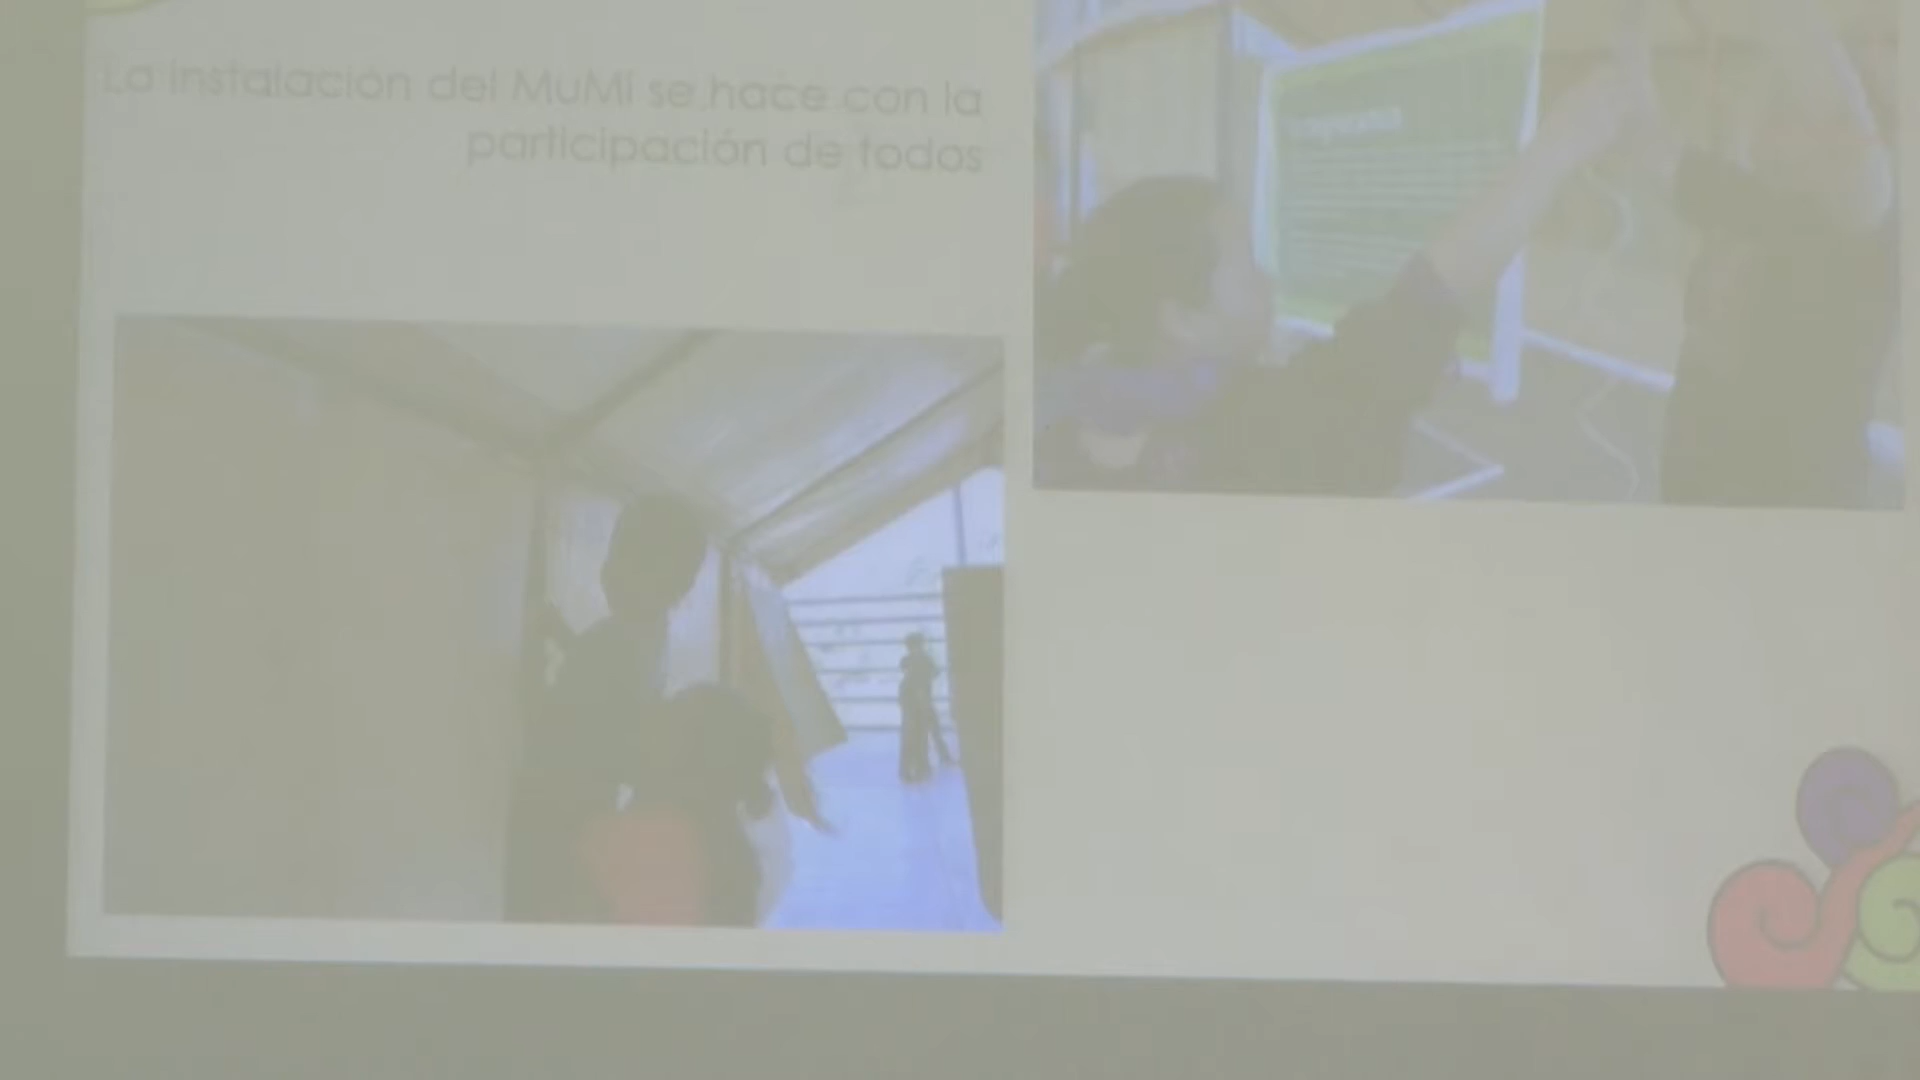 La instalación del MuMi se hace con la
participación de todos